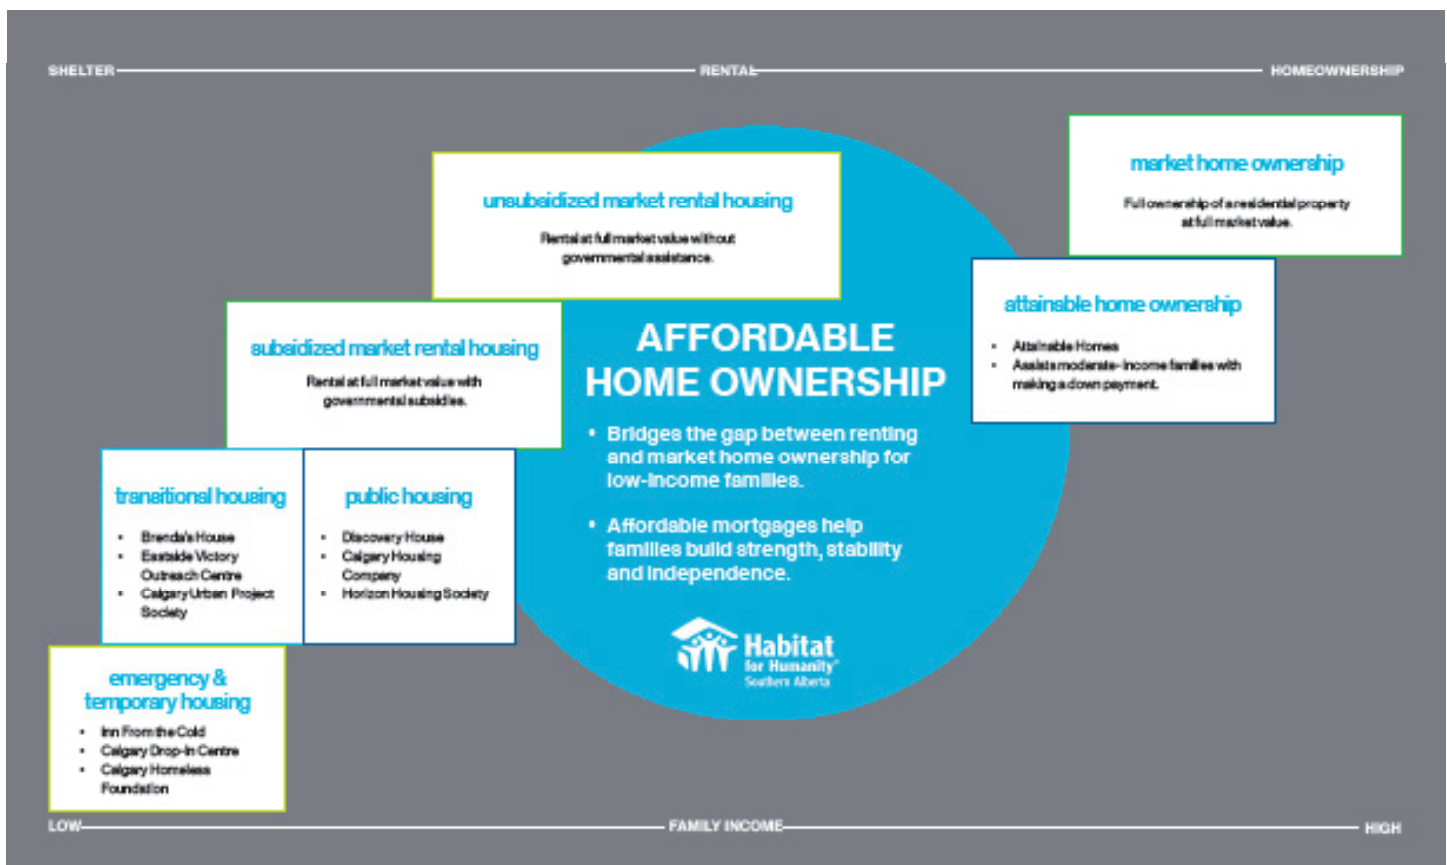 SHELTER RENTAL HOMEOWNERSHIP
market home ownership
Full ownership of a residential property
at full market value.
unsubsidized market rental housing
Rental at full market value without
governmental assistance.
attainable home ownership
• Attainable Homes
• Assists moderate- income families with
making a down payment.
subsidized market rental housing
Rental at full market value with
governmental subsidies.
AFFORDABLE
HOME OWNERSHIP
• Bridges the gap between renting
and market home ownership for
low-income families.
• Affordable mortgages help
families build strength, stability
and independence.
Habitat
for Humanity®
Southern Alberta
transitional housing
• Brenda's House
• Eastside Victory
Outreach Centre
• Calgary Urban Project
Society
public housing
• Discovery House
• Calgary Housing
Company
• Horizon Housing Society
emergency &
temporary housing
• Inn From the Cold
• Calgary Drop-In Centre
• Calgary Homeless
Foundation
LOW FAMILY INCOME HIGH